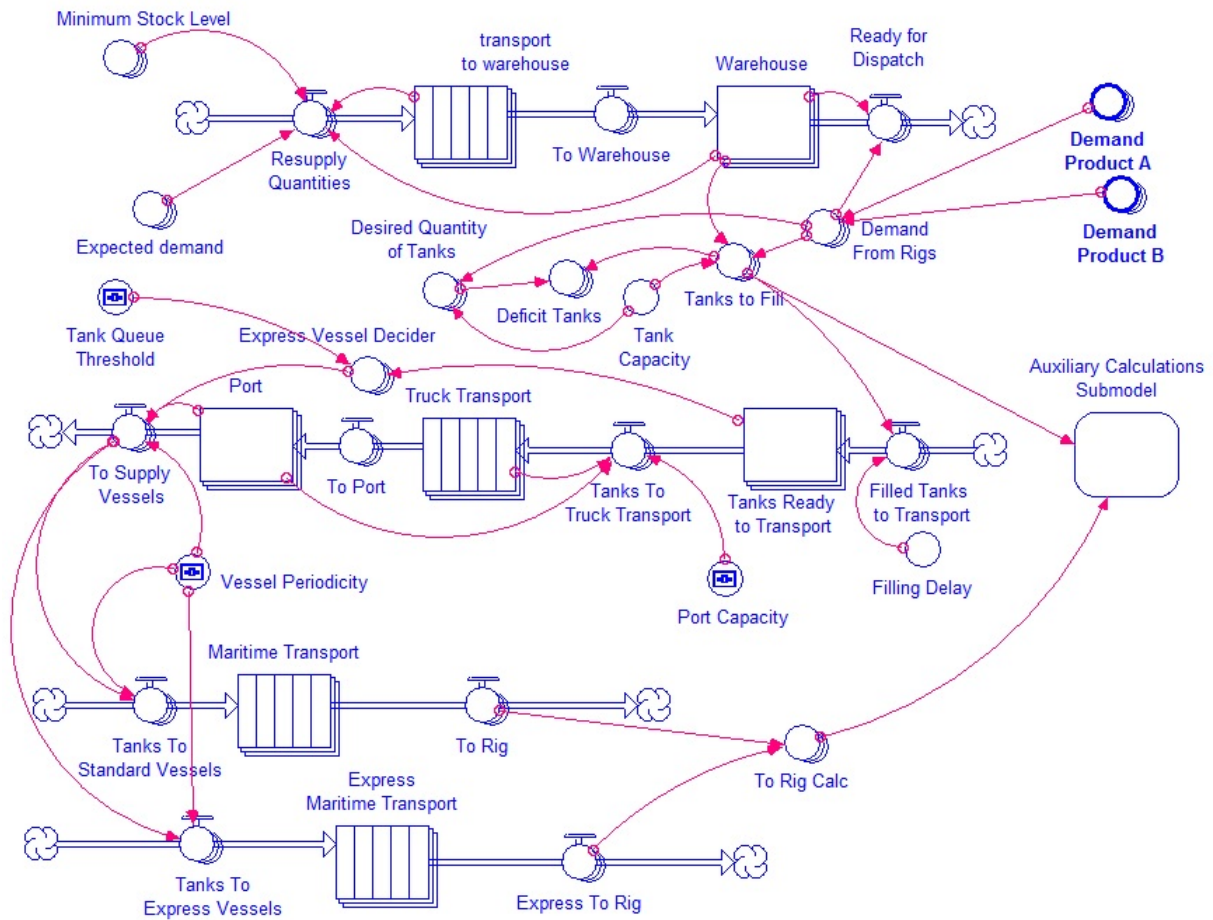 Minimum Stock Level
transport
to warehouse
Warehouse
Ready for
Dispatch
Resupply
Quantities
To Warehouse
Demand
Product A
Expected demand
Desired Quantity
of Tanks
Demand
From Rigs
Demand
Product B
Tank Queue
Threshold
Deficit Tanks
Tank
Capacity
Tanks to Fill
Express Vessel Decider
Auxiliary Calculations
Submodel
Port
Truck Transport
To Supply
Vessels
To Port
Tanks To
Truck Transport
Tanks Ready
to Transport
Filled Tanks
to Transport
Vessel Periodicity
Port Capacity
Filling Delay
Maritime Transport
Tanks To
Standard Vessels
To Rig
To Rig Calc
Express
Maritime Transport
Tanks To
Express Vessels
Express To Rig